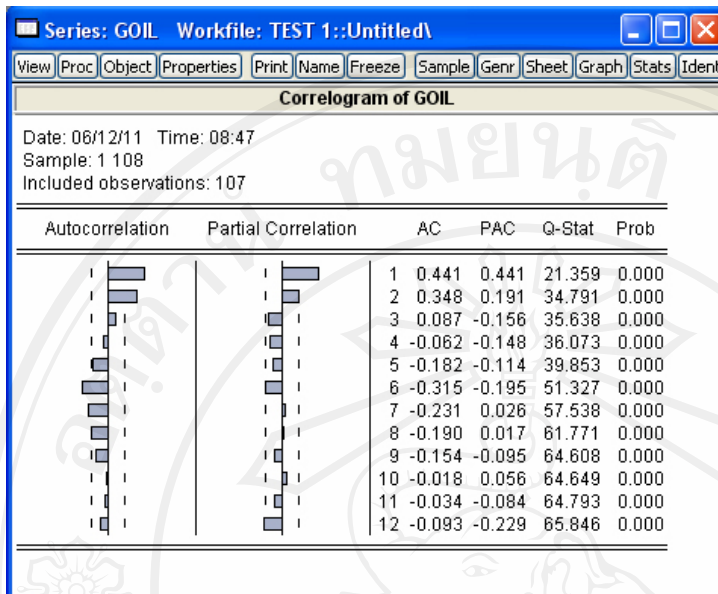 Series: GOIL Workfile: TEST 1::Untitled\
View Proc Object Properties Print Name Freeze Sample Genr Sheet Graph Stats Ident
Correlogram of GOIL
Date: 06/12/11 Time: 08:47
Sample: 1 108
Included observations: 107
Autocorrelation Partial Correlation AC PAC Q-Stat Prob
1 0.441 0.441 21.359 0.000
2 0.348 0.191 34.791 0.000
3 0.087 -0.156 35.638 0.000
4 -0.062 -0.148 36.073 0.000
5 -0.182 -0.114 39.853 0.000
6 -0.315 -0.195 51.327 0.000
7 -0.231 0.026 57.538 0.000
8 -0.190 0.017 61.771 0.000
9 -0.154 -0.095 64.608 0.000
10 -0.018 0.056 64.649 0.000
11 -0.034 -0.084 64.793 0.000
12 -0.093 -0.229 65.846 0.000